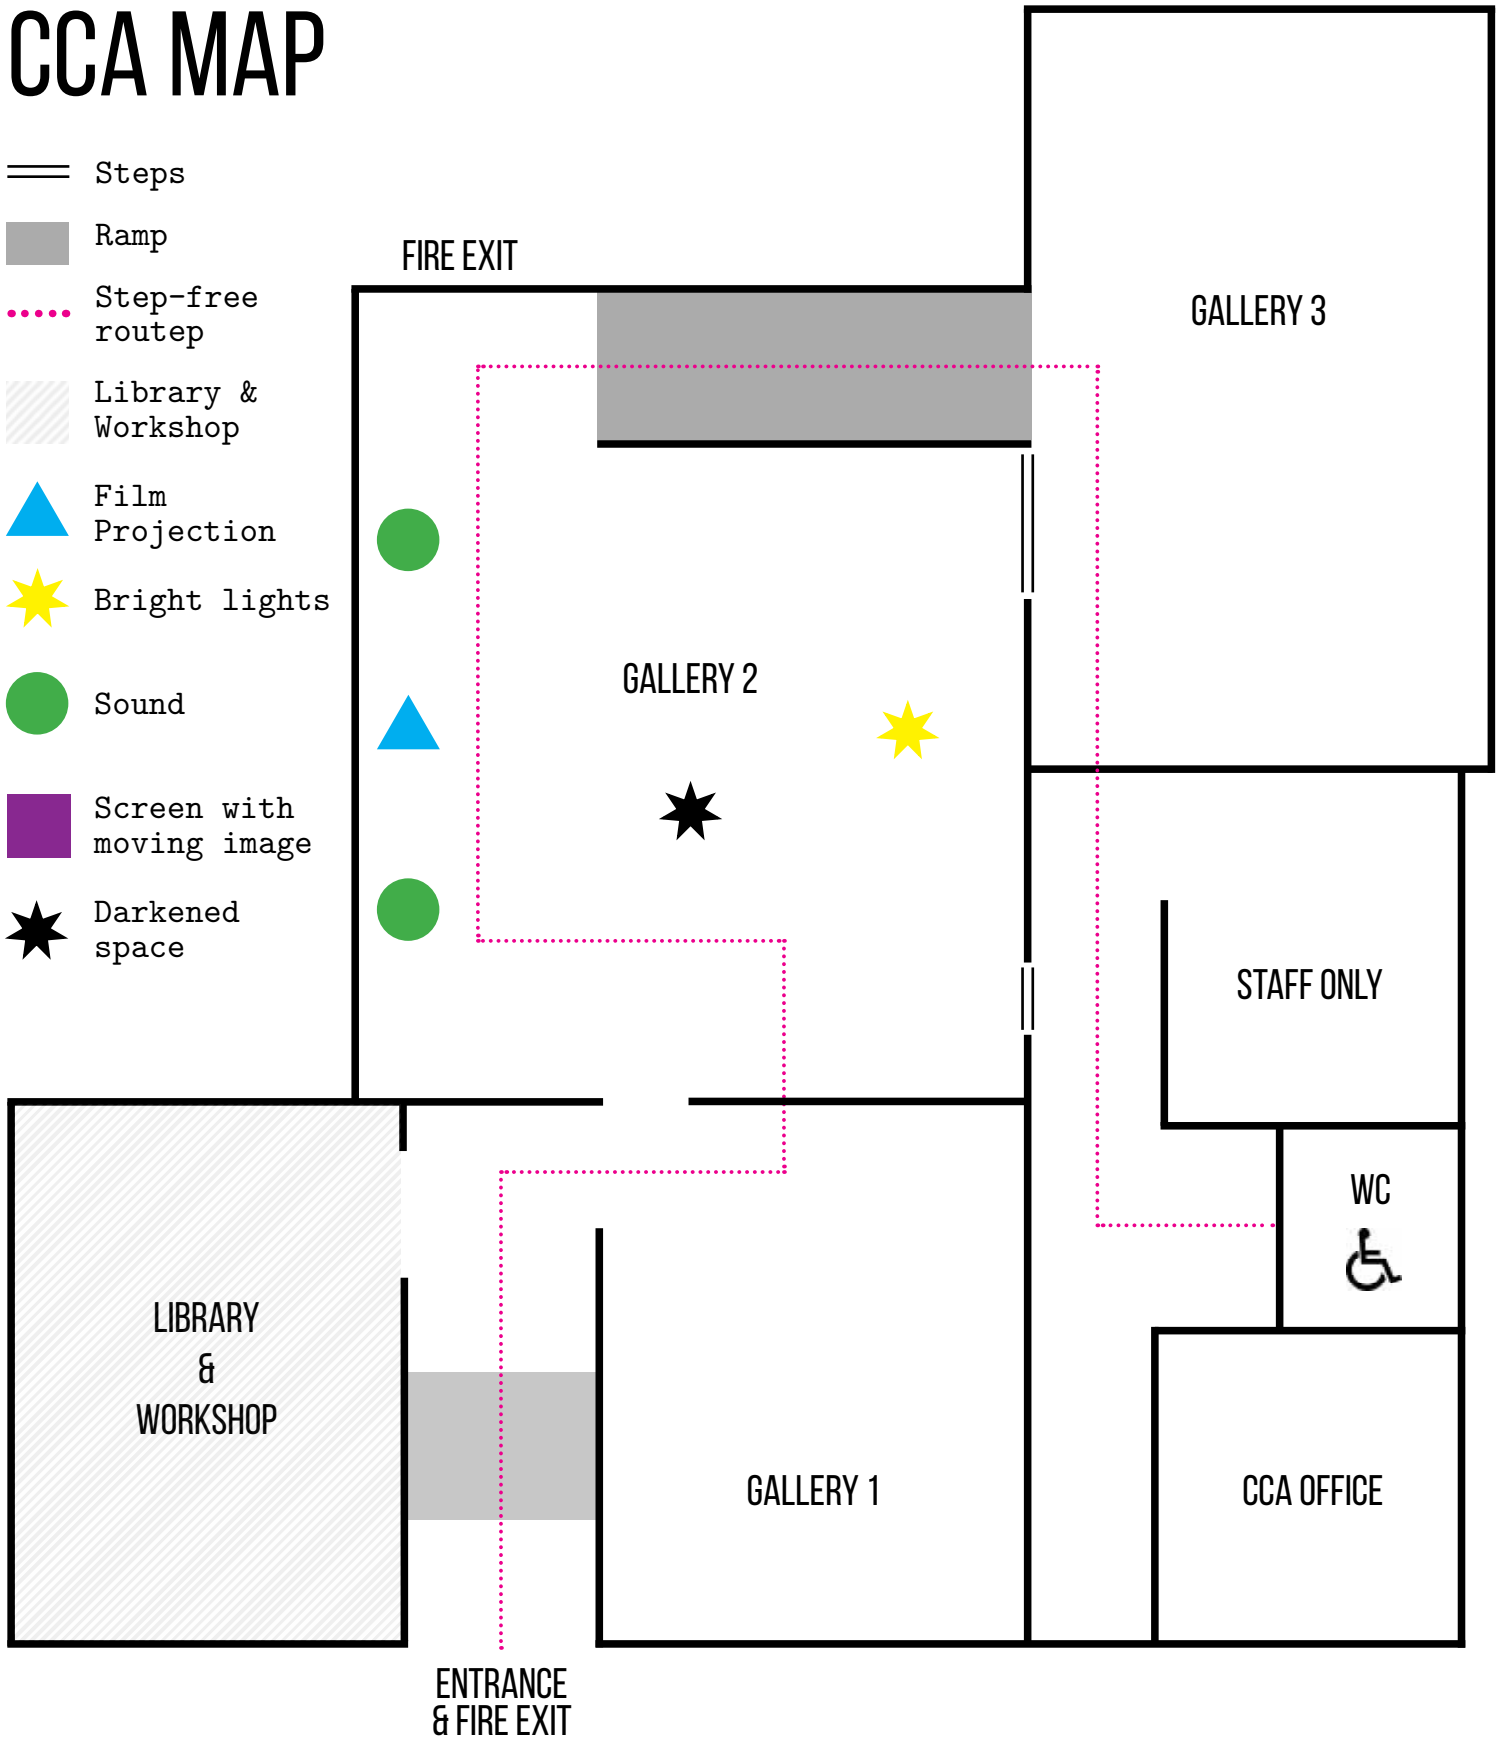 CCA MAP
Steps
Ramp
Step-free
routep
Library &
Workshop
Film
Projection
Bright lights
Sound
Screen with
moving image
Darkened
space
FIRE EXIT
GALLERY 3
GALLERY 2
STAFF ONLY
WC
LIBRARY
&
WORKSHOP
GALLERY 1
CCA OFFICE
ENTRANCE
& FIRE EXIT